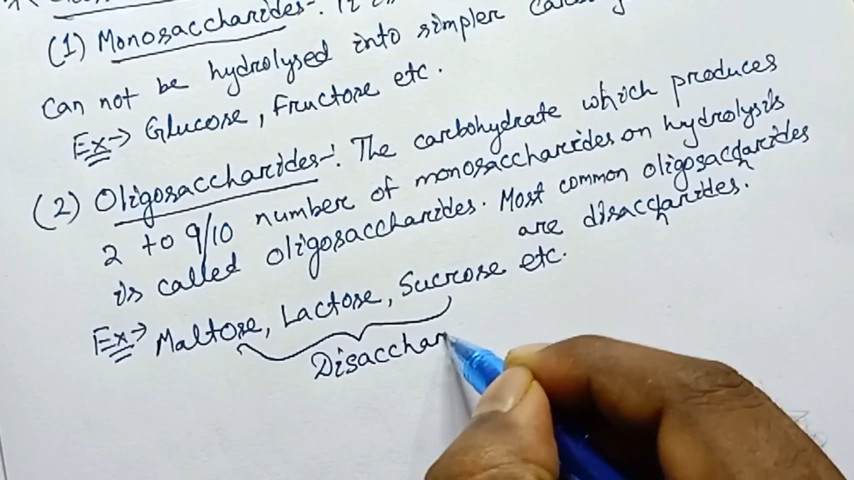 (1) Monosaccharides-:
can not be hydrolysed into simpler
Ex→ Glucose, Fructose etc.
(2) Oligosaccharides-: The carbohydrate which produces
2 to 9/10 number of monosaccharides on hydrolysis
is called oligosaccharides. Most common oligosaccharides
are disaccharides.
Ex→ Maltose, Lactose, Sucrose etc.
Disacchar